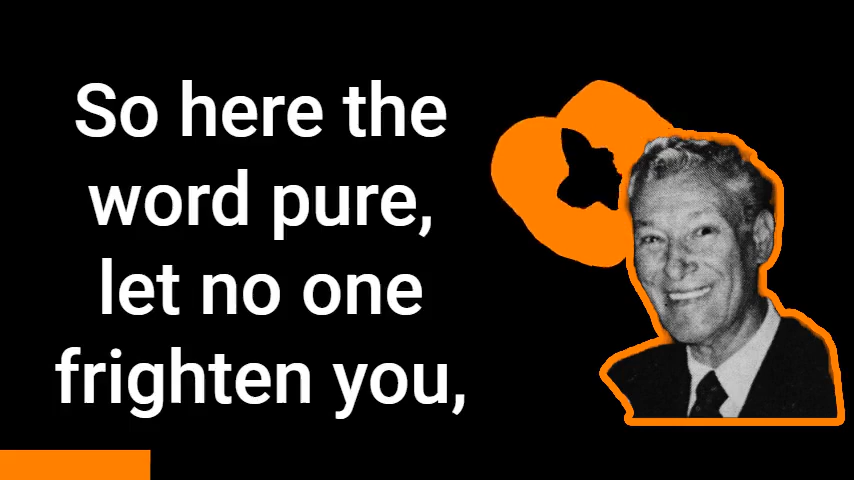 So here the
word pure,
let no one
frighten you,